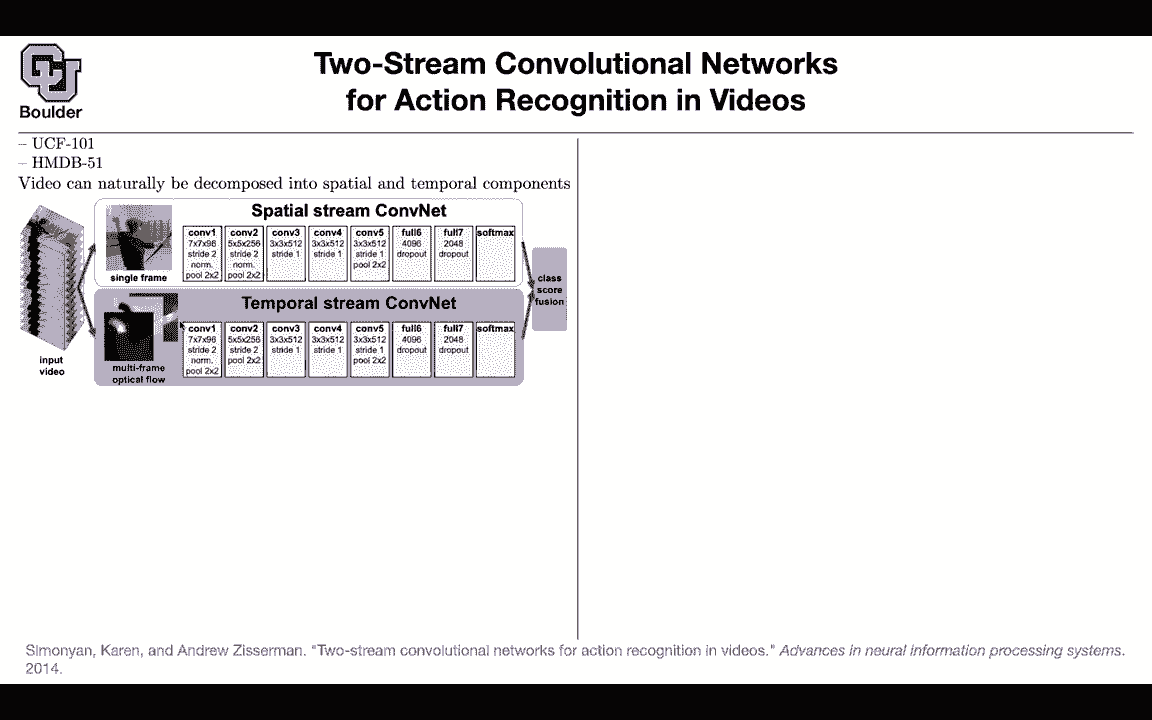 Boulder
Two-Stream Convolutional Networks
for Action Recognition in Videos
– UCF-101
– HMDB-51
Video can naturally be decomposed into spatial and temporal components
input
video
single frame
Spatial stream ConvNet
conv1
7x7x96
stride 2
norm.
pool 2x2
conv2
5x5x256
stride 2
norm.
pool 2x2
conv3
3x3x512
stride 1
conv4
3x3x512
stride 1
conv5
3x3x512
stride 1
pool 2x2
full6
4096
dropout
full7
2048
dropout
softmax
multi-frame
optical flow
Temporal stream ConvNet
conv1
7x7x96
stride 2
norm.
pool 2x2
conv2
5x5x256
stride 2
pool 2x2
conv3
3x3x512
stride 1
conv4
3x3x512
stride 1
conv5
3x3x512
stride 1
pool 2x2
full6
4096
dropout
full7
2048
dropout
softmax
class
score
fusion
Simonyan, Karen, and Andrew Zisserman. "Two-stream convolutional networks for action recognition in videos." Advances in neural information processing systems.
2014.